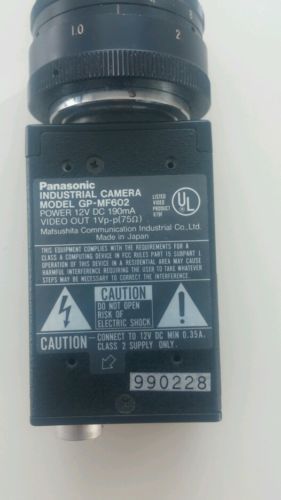 1.0 2
8
Panasonic
INDUSTRIAL CAMERA
MODEL GP-MF602
POWER 12V DC 190mA
VIDEO OUT 1Vp-p(75Ω)
Matsushita Communication Industrial Co.,Ltd.
Made in Japan
LISTED
VIDEO
PRODUCT
UL
THIS EQUIPMENT COMPLIES WITH THE REQUIREMENTS FOR A
CLASS A COMPUTING DEVICE IN FCC RULES PART 15 SUBPART J.
OPERATION OF THIS DEVICE IN A RESIDENTIAL AREA MAY CAUSE
HARMFUL INTERFERENCE REQUIRING THE USER TO TAKE WHATEVER
STEPS MAY BE NECESSARY TO CORRECT THE INTERFERENCE.
CAUTION
DO NOT OPEN
RISK OF
ELECTRIC SHOCK
CAUTION – CONNECT TO 12V DC MIN 0.35A.
CLASS 2 SUPPLY ONLY.
990228